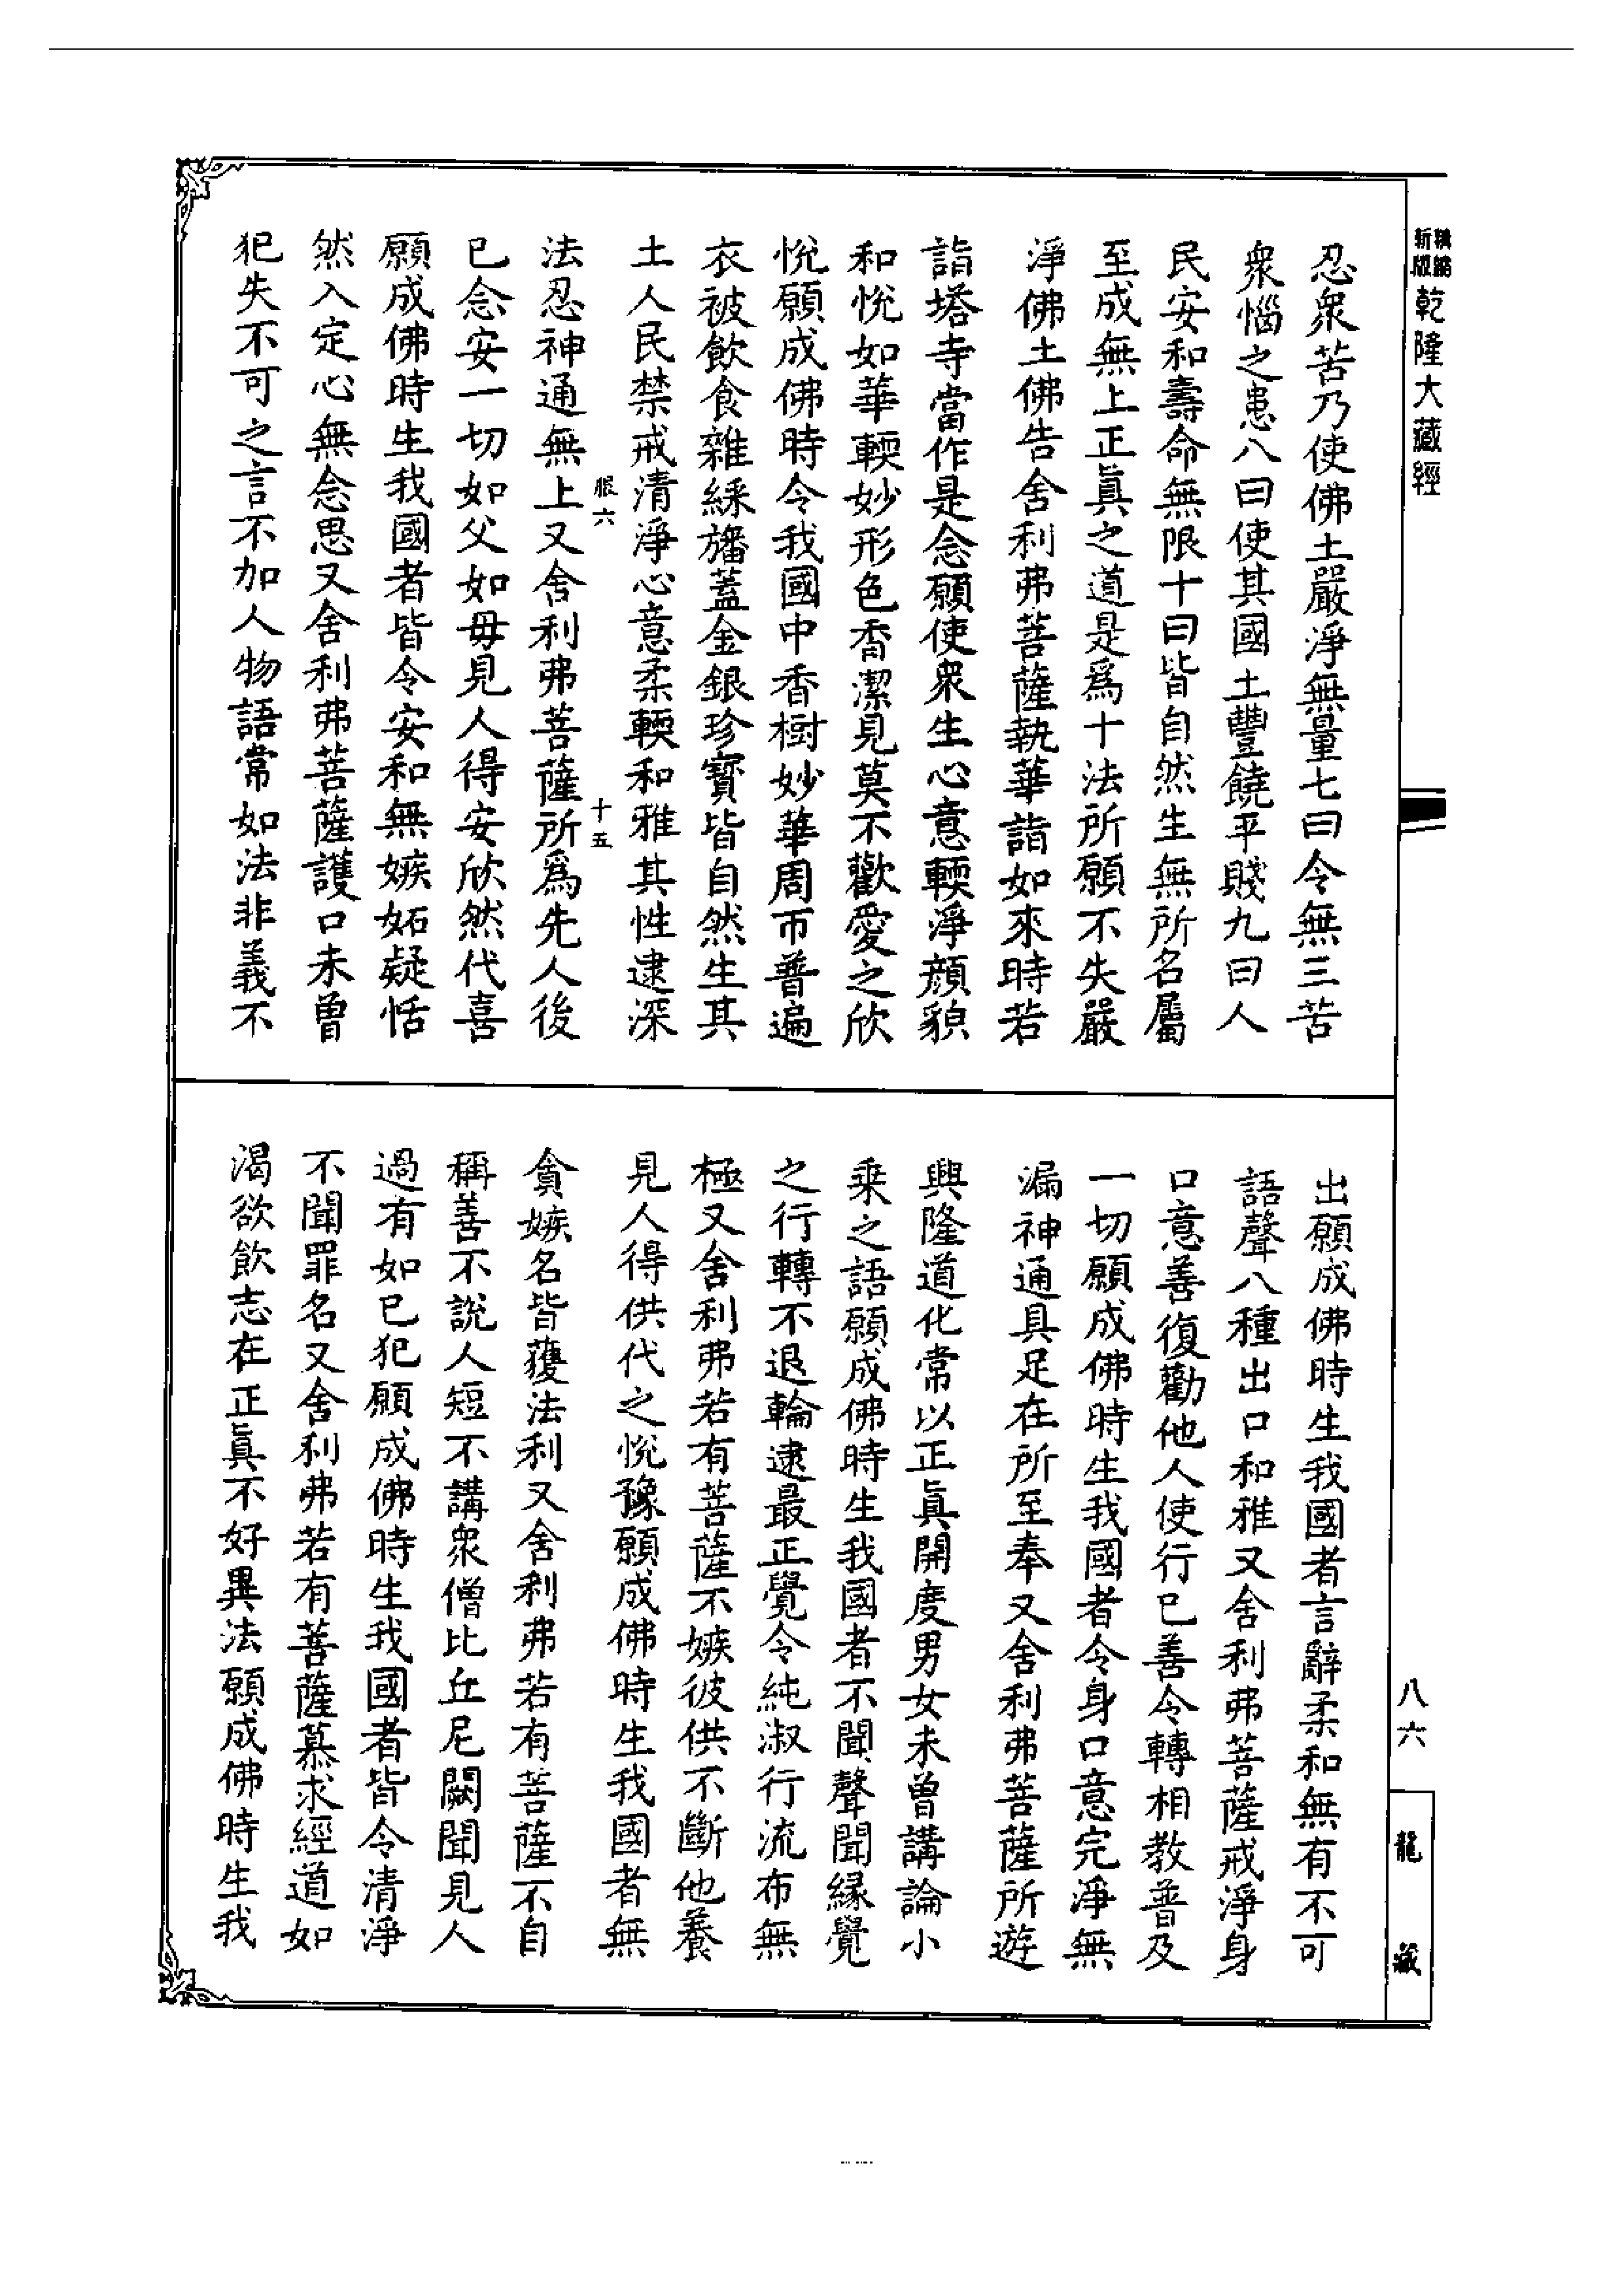 精縮
新版
乾隆大藏經
忍衆苦乃使佛土嚴淨無量七曰令無三苦
衆惱之患八曰使其國土豐饒平賤九曰人
民安和壽命無限十曰皆自然生無所名屬
至成無上正眞之道是爲十法所願不失嚴
淨佛土佛告舍利弗菩薩執華詣如來時若
詣塔寺當作是念願使衆生心意輭淨顏貌
和悅如華輭妙形色香潔見莫不歡愛之欣
悅願成佛時令我國中香樹妙華周帀普遍
衣被飲食雜綵旛蓋金銀珍寳皆自然生其
土人民禁戒清淨心意柔輭和雅其性逮深
服六
十五
法忍神通無上又舍利弗菩薩所爲先人後
已念安一切如父如母見人得安欣然代喜
願成佛時生我國者皆令安和無嫉妬疑恬
然入定心無念思又舍利弗菩薩護口未曾
犯失不可之言不加人物語常如法非義不
出願成佛時生我國者言辭柔和無有不可
語聲八種出口和雅又舍利弗菩薩戒淨身
口意善復勸他人使行已善令轉相教普及
一切願成佛時生我國者令身口意完淨無
漏神通具足在所至奉又舍利弗菩薩所遊
興隆道化常以正眞開度男女未曾講論小
乗之語願成佛時生我國者不聞聲聞緣覺
之行轉不退輪逮最正覺令純淑行流布無
極又舍利弗若有菩薩不嫉彼供不斷他養
見人得供代之悅豫願成佛時生我國者無
貪嫉名皆護法利又舍利弗若有菩薩不自
稱善不說人短不講衆僧比丘尼闕聞見人
過有如已犯願成佛時生我國者皆令清淨
不聞罪名又舍利弗若有菩薩慕求經道如
渴欲飲志在正眞不好異法願成佛時生我
八六
龍藏